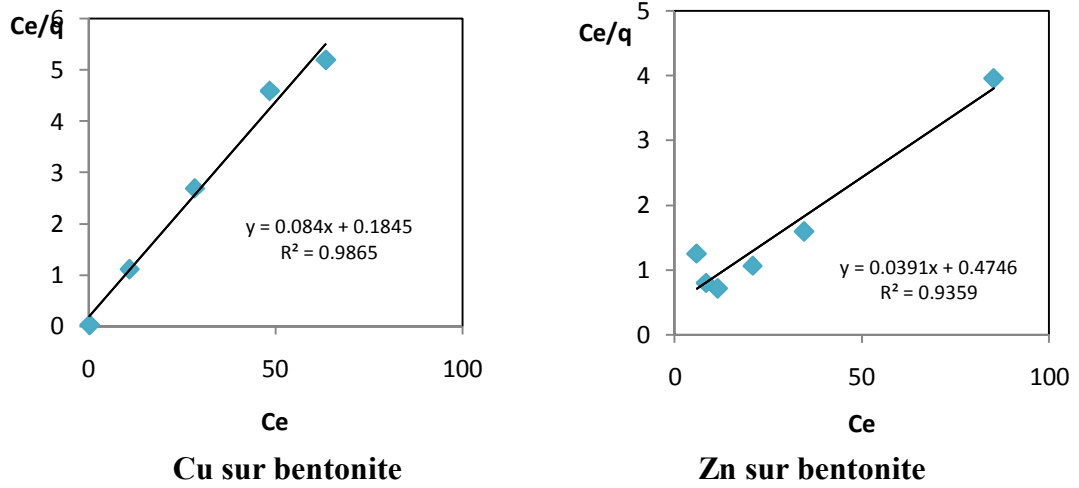 Ce/q
6
5
4
3
2
1
0
y = 0.084x + 0.1845
R² = 0.9865
0 50 100
Ce
Cu sur bentonite
Ce/q
5
4
3
2
1
0
y = 0.0391x + 0.4746
R² = 0.9359
0 50 100
Ce
Zn sur bentonite